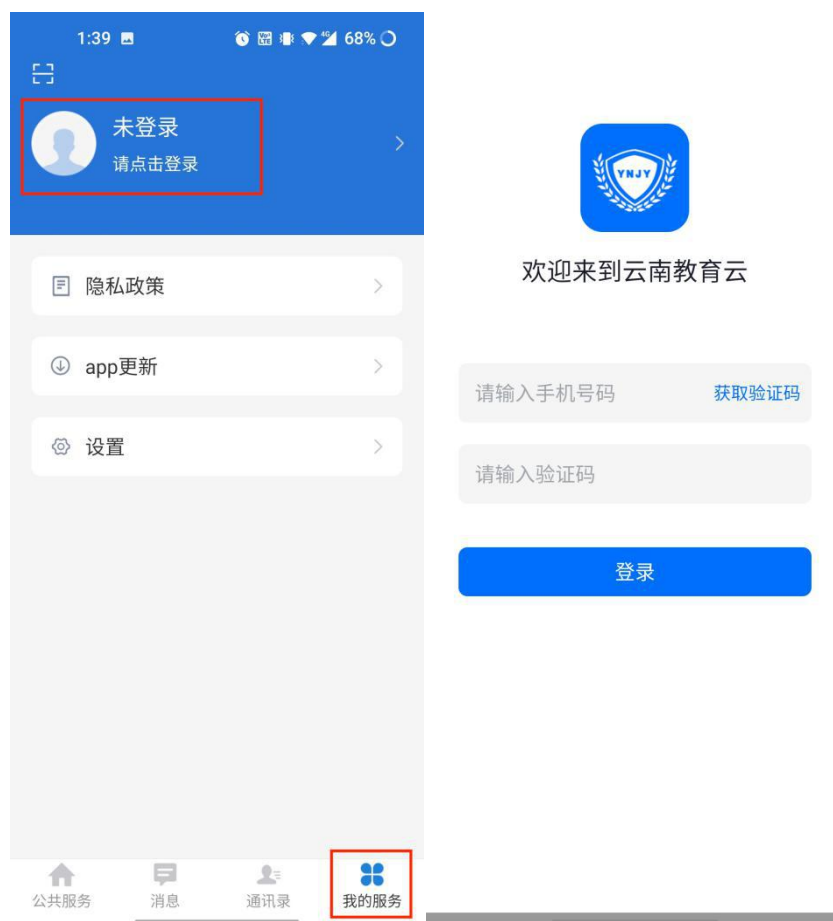 1:39
4G
68%
未登录
请点击登录
隐私政策
app更新
设置
公共服务
消息
通讯录
我的服务
YNJY
欢迎来到云南教育云
请输入手机号码
获取验证码
请输入验证码
登录